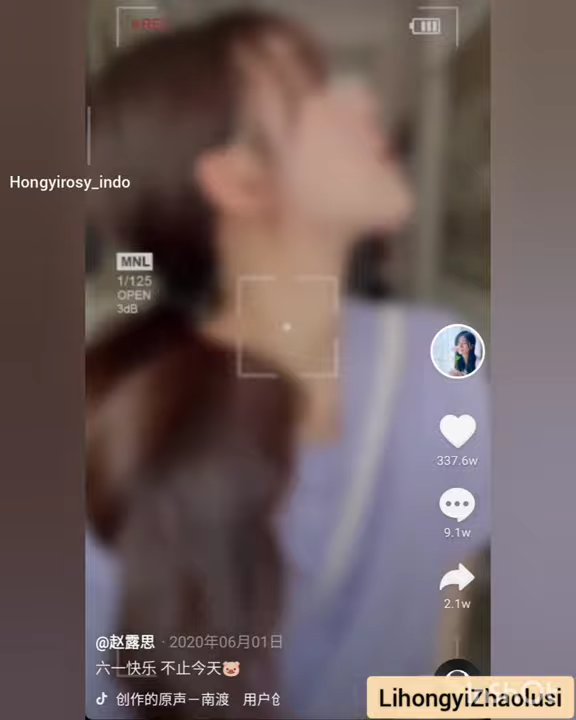 REC
Hongyirosy_indo
MNL
1/125
OPEN
3dB
337.6w
9.1w
2.1w
@赵露思 · 2020年06月01日
六一快乐 不止今天🐷
创作的原声一南渡 用户创
LihongyiZhaolusi